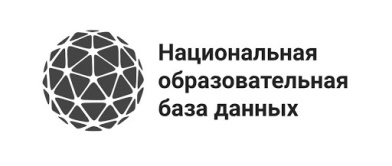 Национальная
образовательная
база данных